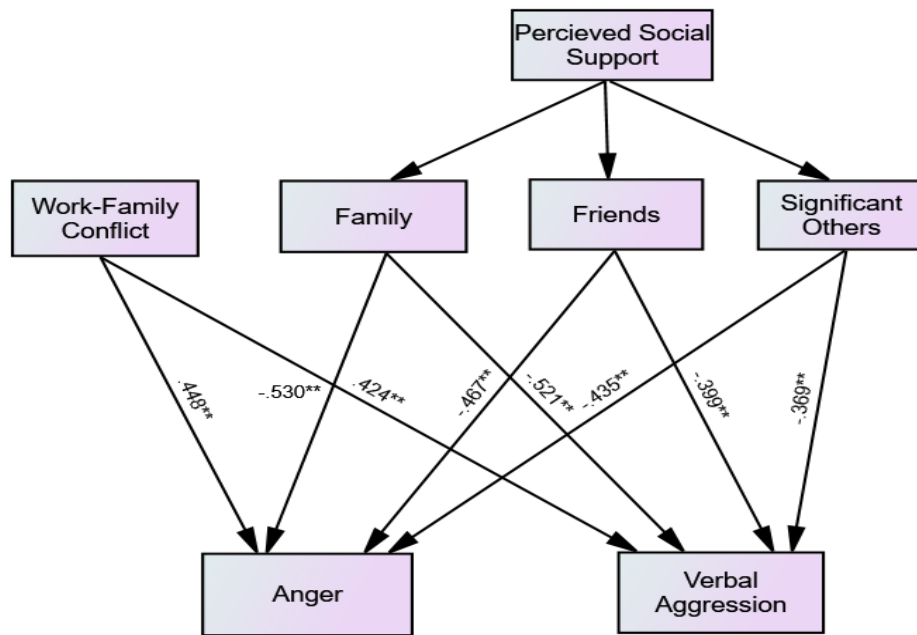 Percieved Social
Support
Work-Family
Conflict
Family
Friends
Significant
Others
.448**
-.530**
.424**
-.467**
-.521**
-.435**
-.399**
-.369**
Anger
Verbal
Aggression